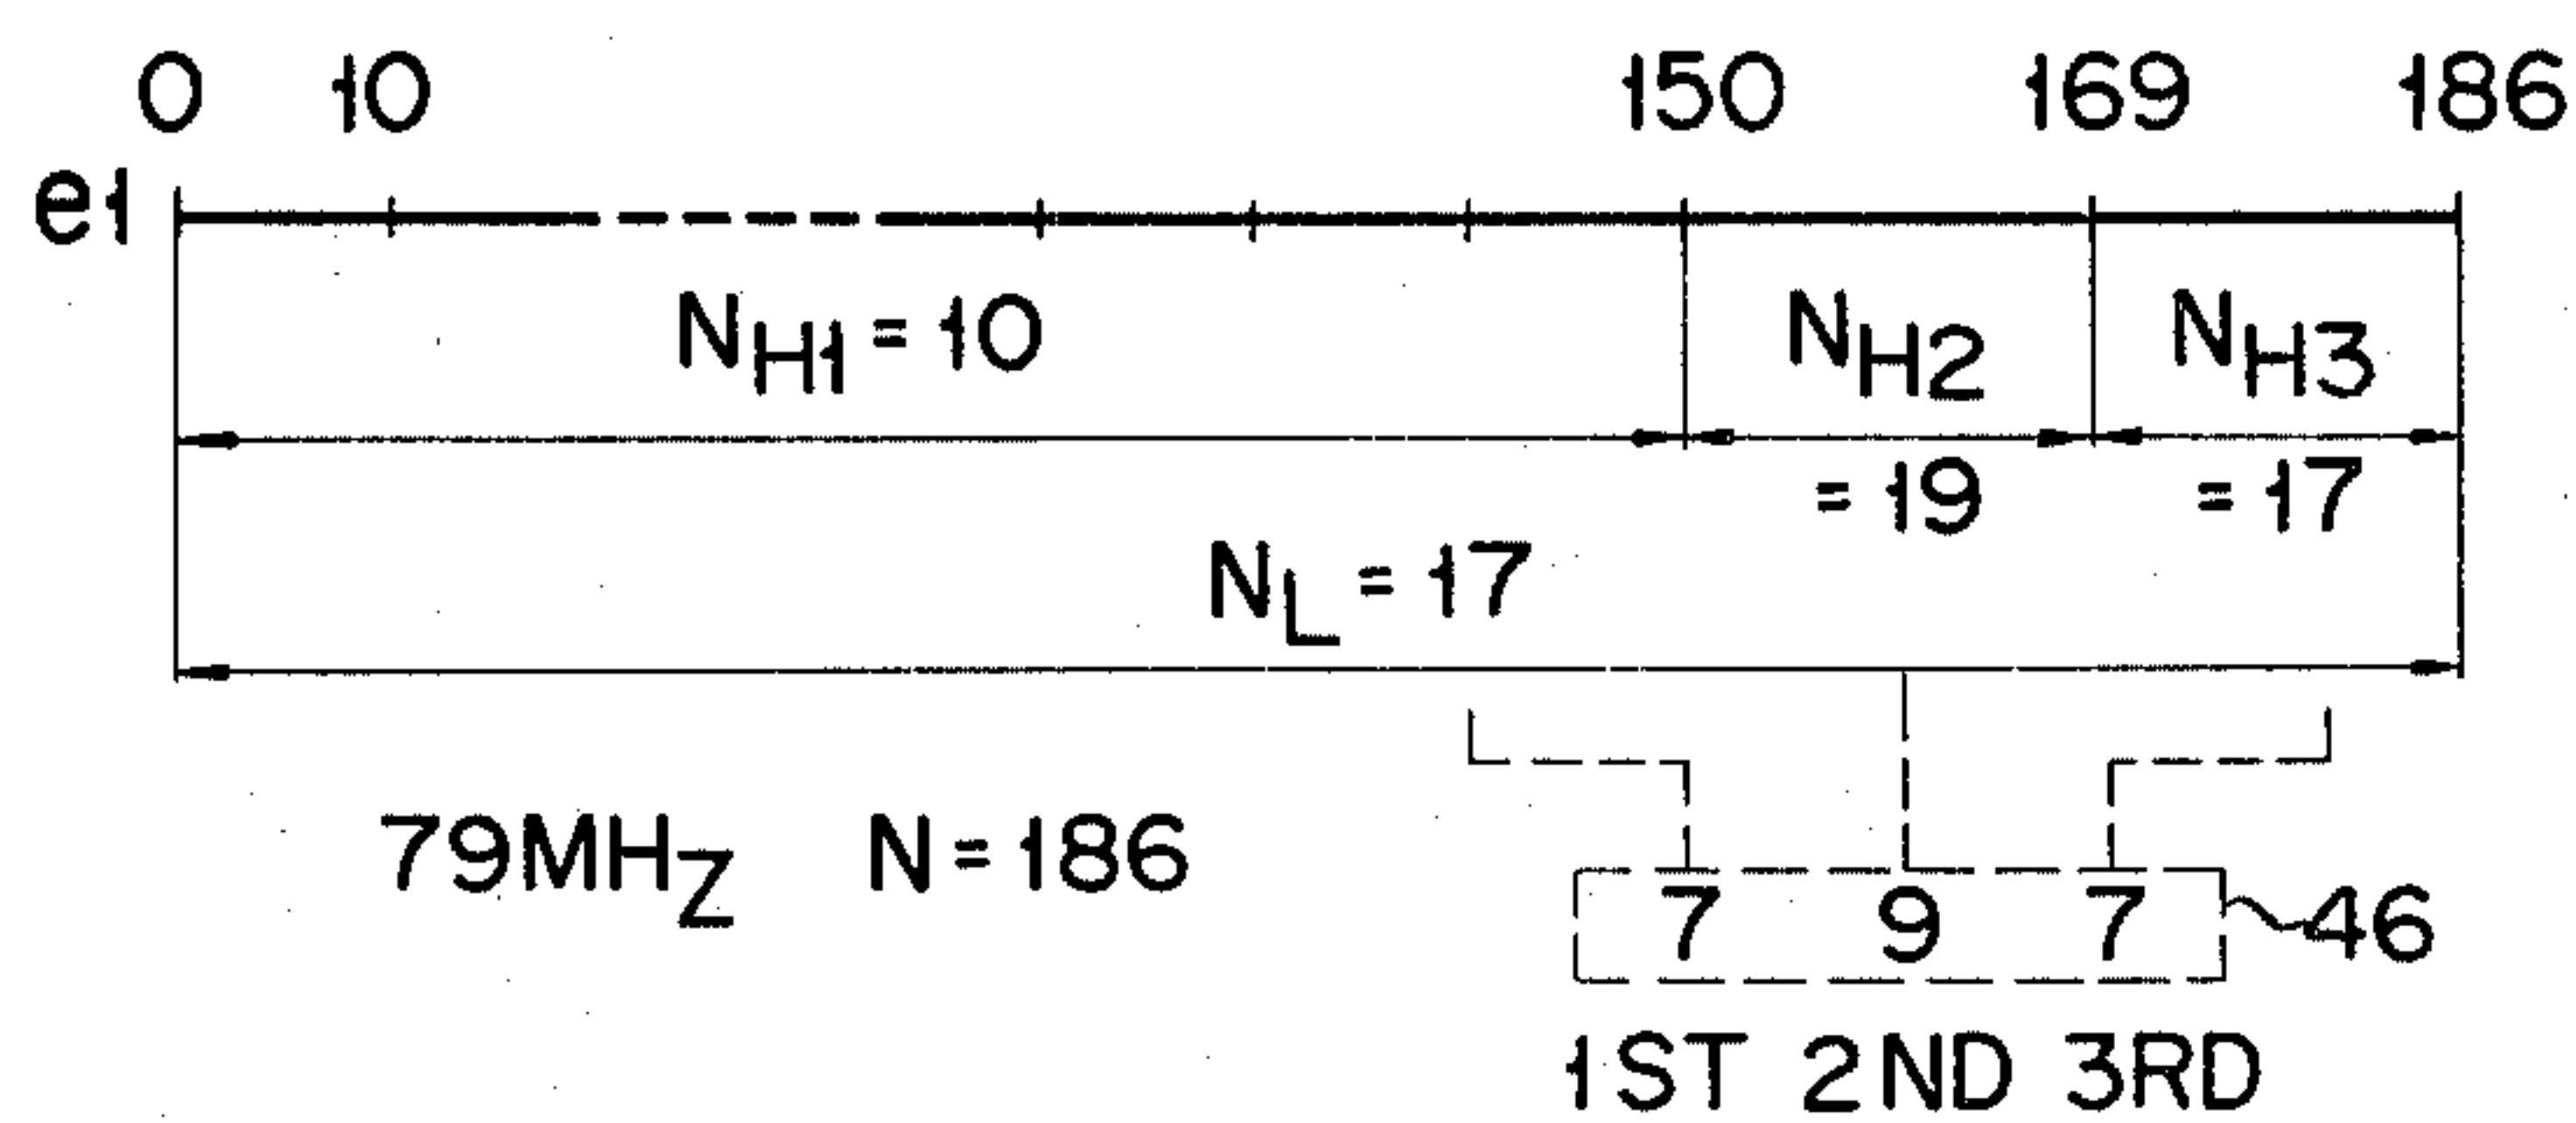 0 10 150 169 186
e1
NH1 = 10 NH2 = 19 NH3 = 17
NL = 17
79MHZ N = 186
7 9 7 46
1ST 2ND 3RD